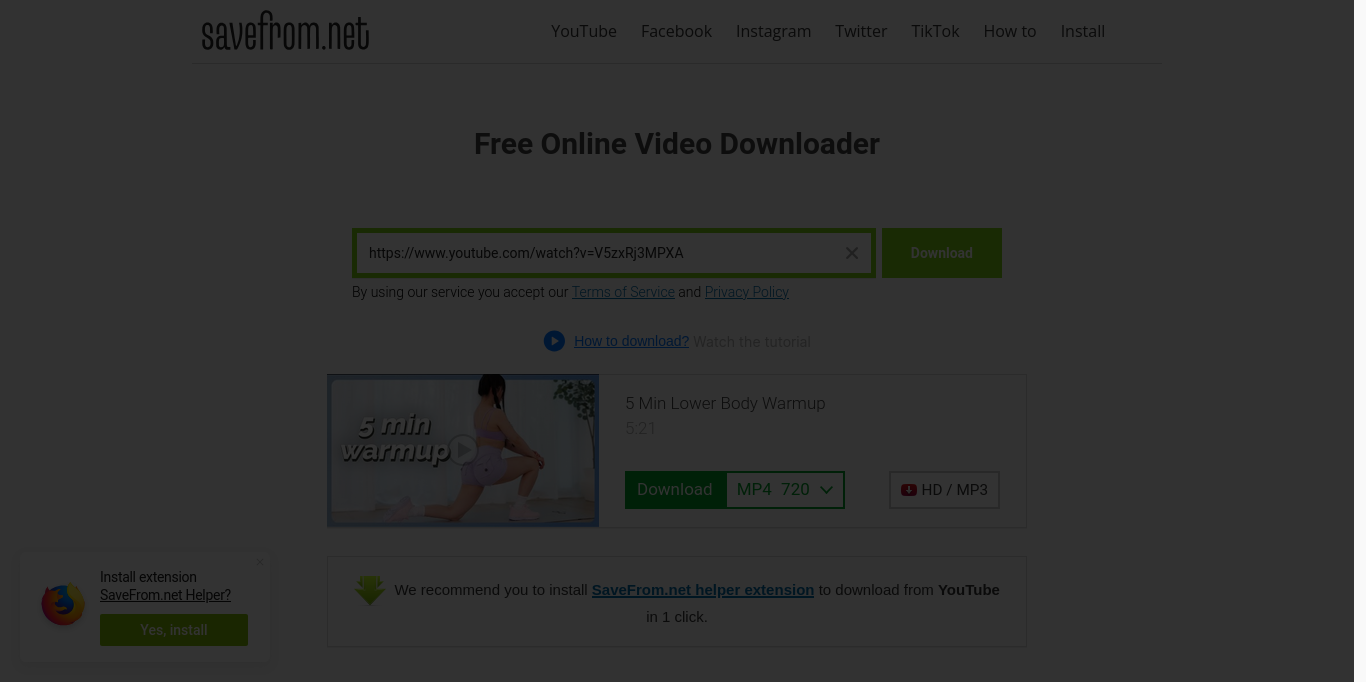 savefrom.net
YouTube Facebook Instagram Twitter TikTok How to Install
Free Online Video Downloader
https://www.youtube.com/watch?v=V5zxRj3MPXA
Download
By using our service you accept our Terms of Service and Privacy Policy
How to download? Watch the tutorial
5 min
warmup
5 Min Lower Body Warmup
5:21
Download MP4 720
HD / MP3
We recommend you to install SaveFrom.net helper extension to download from YouTube
in 1 click.
Install extension
SaveFrom.net Helper?
Yes, install